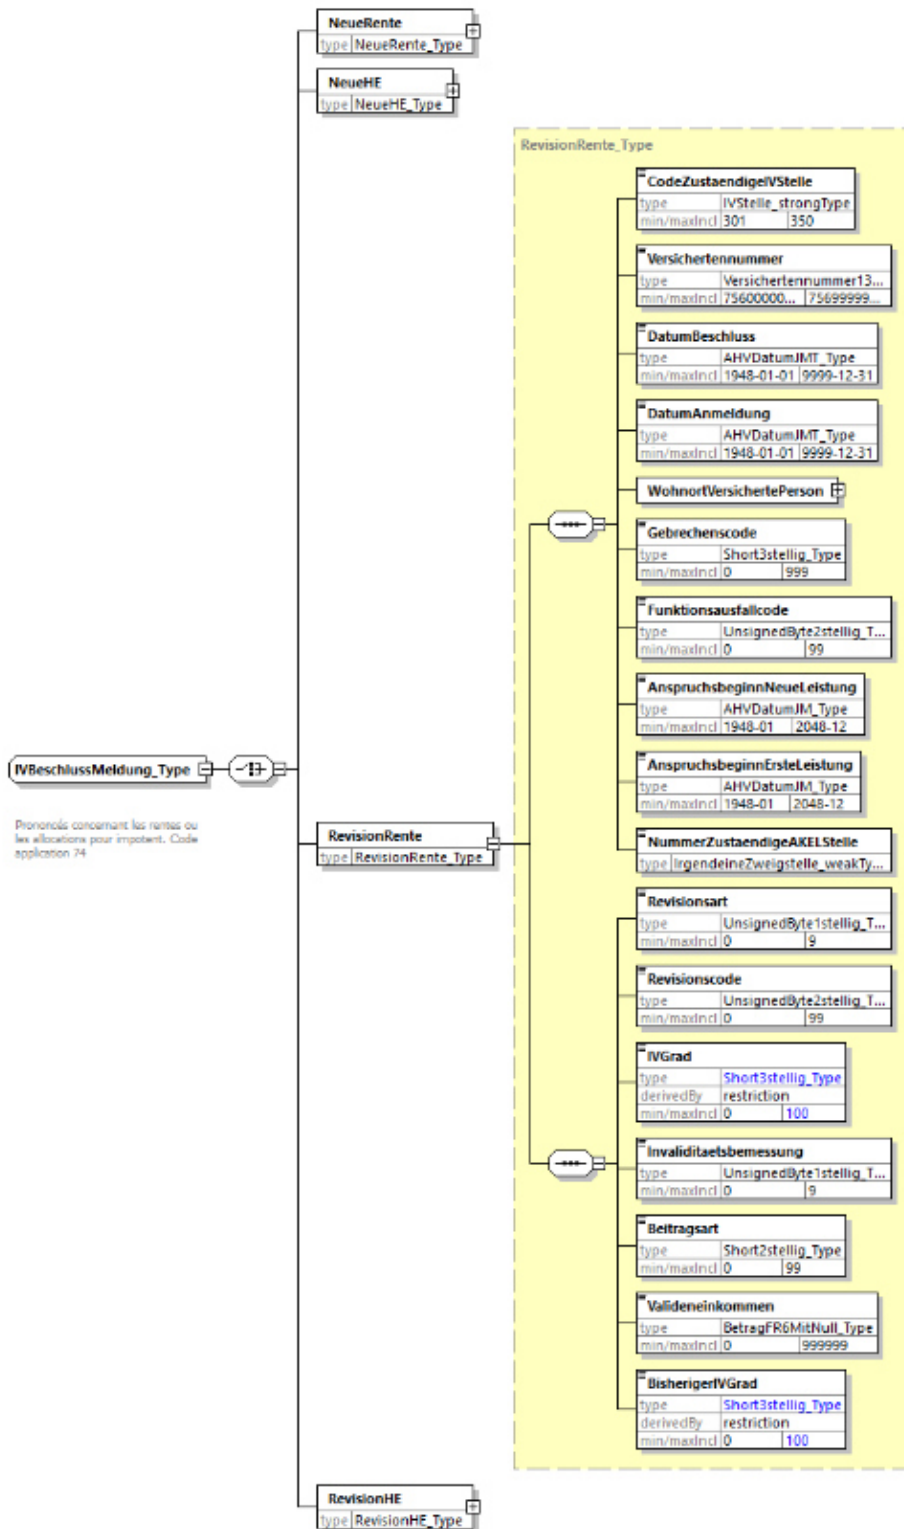 NeueRente
type NeueRente_Type
NeueHE
type NeueHE_Type
RevisionRente_Type
CodeZustaendigeIVStelle
type IVStelle_strongType
min/maxIncl 301 350
Versichertennummer
type Versichertennummer13...
min/maxIncl 75600000... 75699999...
DatumBeschluss
type AHVDatumJMT_Type
min/maxIncl 1948-01-01 9999-12-31
DatumAnmeldung
type AHVDatumJMT_Type
min/maxIncl 1948-01-01 9999-12-31
WohnortVersichertePerson
Gebrechenscode
type Short3stellig_Type
min/maxIncl 0 999
Funktionsausfallcode
type UnsignedByte2stellig_T...
min/maxIncl 0 99
AnspruchsbeginnNeueLeistung
type AHVDatumJM_Type
min/maxIncl 1948-01 2048-12
AnspruchsbeginnErsteLeistung
type AHVDatumJM_Type
min/maxIncl 1948-01 2048-12
NummerZustaendigeAKELStelle
type IrgendeineZweigstelle_weakTy...
IVBeschlussMeldung_Type
Prononcés concernant les rentes ou
les allocations pour impotent. Code
application 74
RevisionRente
type RevisionRente_Type
Revisionsart
type UnsignedByte1stellig_T...
min/maxIncl 0 9
Revisionscode
type UnsignedByte2stellig_T...
min/maxIncl 0 99
IVGrad
type Short3stellig_Type
derivedBy restriction
min/maxIncl 0 100
Invaliditaetsbemessung
type UnsignedByte1stellig_T...
min/maxIncl 0 9
Beitragsart
type Short2stellig_Type
min/maxIncl 0 99
Valideneinkommen
type BetragFR6MitNull_Type
min/maxIncl 0 999999
BisherigerIVGrad
type Short3stellig_Type
derivedBy restriction
min/maxIncl 0 100
RevisionHE
type RevisionHE_Type